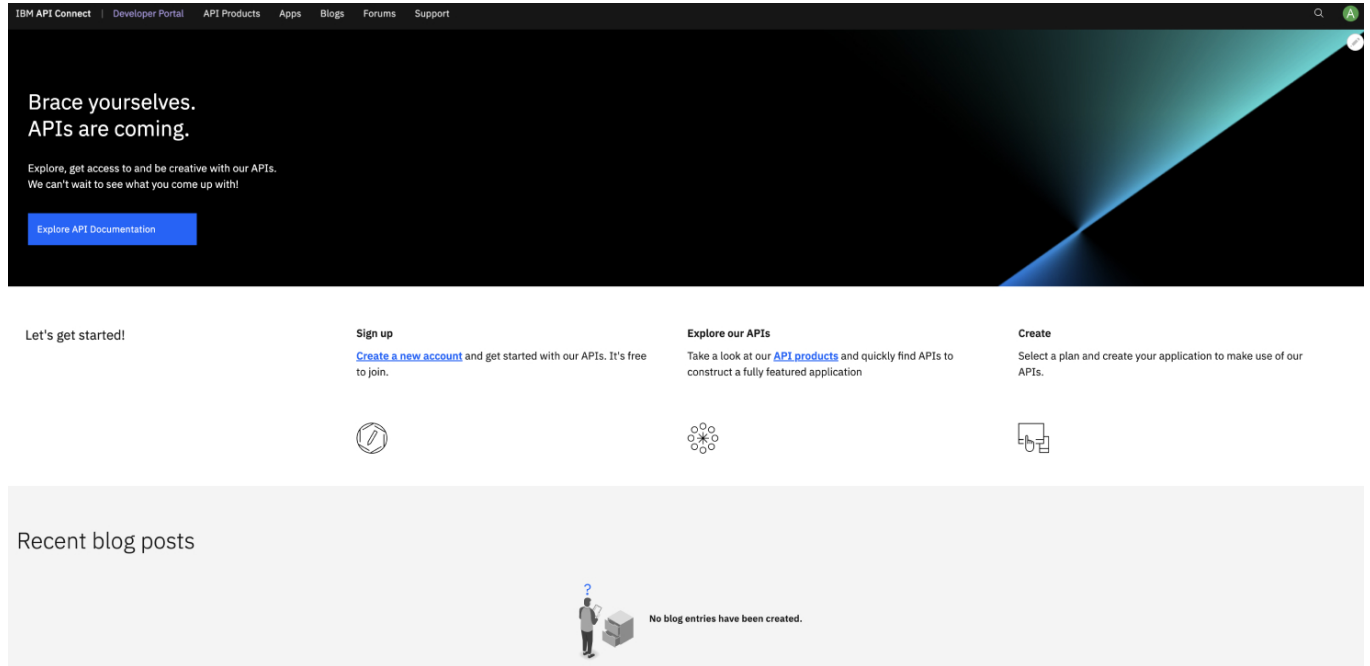 IBM API Connect | Developer Portal API Products Apps Blogs Forums Support A
Brace yourselves.
APIs are coming.
Explore, get access to and be creative with our APIs.
We can't wait to see what you come up with!
Explore API Documentation
Let's get started!
Sign up
Create a new account and get started with our APIs. It's free
to join.
Explore our APIs
Take a look at our API products and quickly find APIs to
construct a fully featured application
Create
Select a plan and create your application to make use of our
APIs.
Recent blog posts
?
No blog entries have been created.